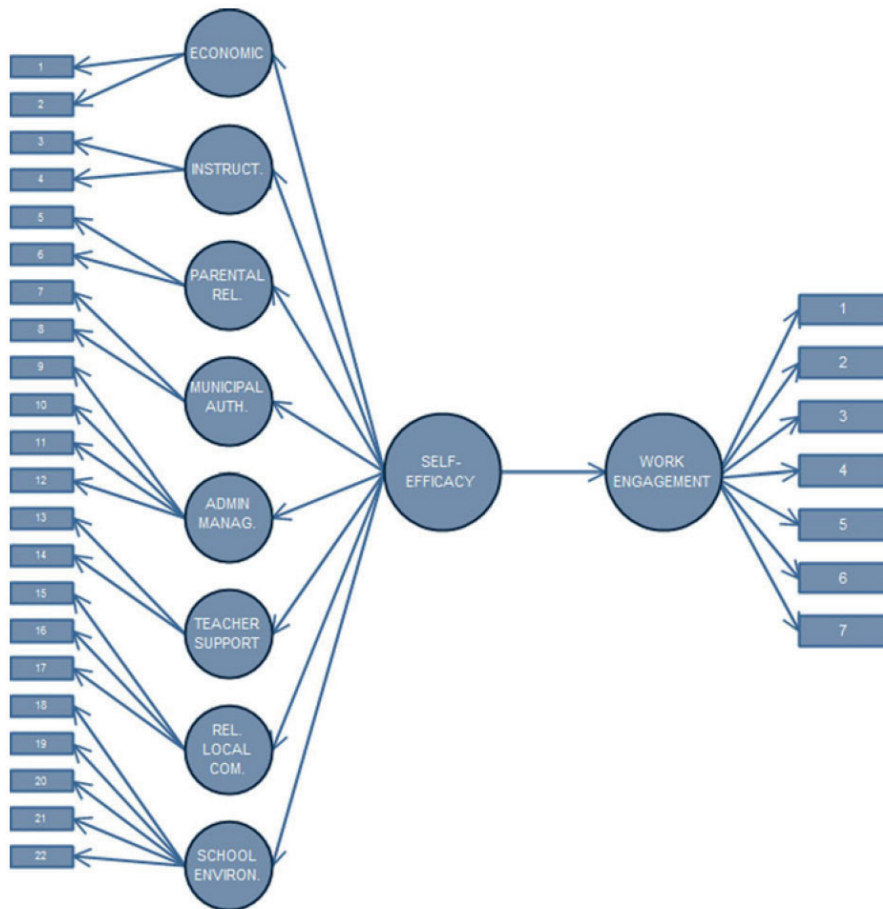 1
2
3
4
5
6
7
8
9
10
11
12
13
14
15
16
17
18
19
20
21
22
ECONOMIC
INSTRUCT.
PARENTAL
REL.
MUNICIPAL
AUTH.
ADMIN
MANAG.
TEACHER
SUPPORT
REL.
LOCAL
COM.
SCHOOL
ENVIRON.
SELF-
EFFICACY
WORK
ENGAGEMENT
1
2
3
4
5
6
7